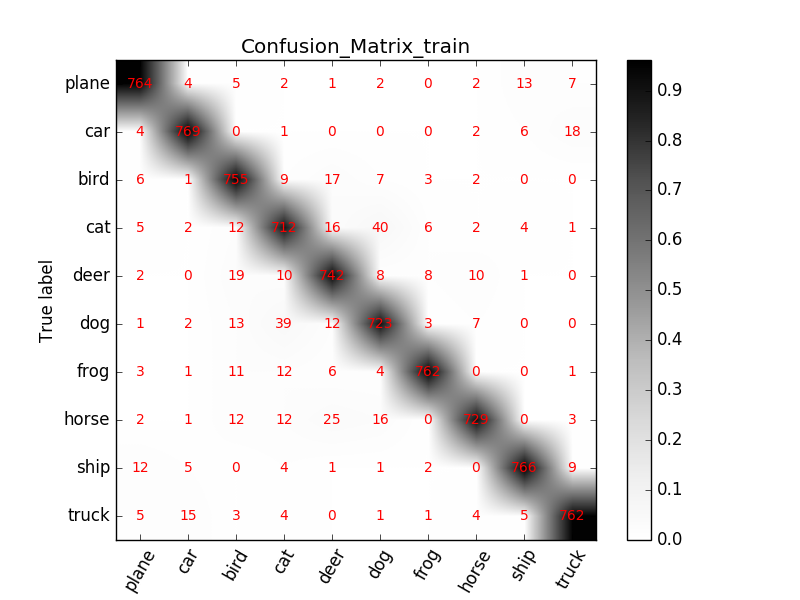 Confusion_Matrix_train
plane 764 4 5 2 1 2 0 2 13 7
car 4 769 0 1 0 0 0 2 6 18
bird 6 1 755 9 17 7 3 2 0 0
cat 5 2 12 712 16 40 6 2 4 1
deer 2 0 19 10 742 8 8 10 1 0
dog 1 2 13 39 12 723 3 7 0 0
frog 3 1 11 12 6 4 762 0 0 1
horse 2 1 12 12 25 16 0 729 0 3
ship 12 5 0 4 1 1 2 0 766 9
truck 5 15 3 4 0 1 1 4 5 762
plane car bird cat deer dog frog horse ship truck
True label
0.9
0.8
0.7
0.6
0.5
0.4
0.3
0.2
0.1
0.0